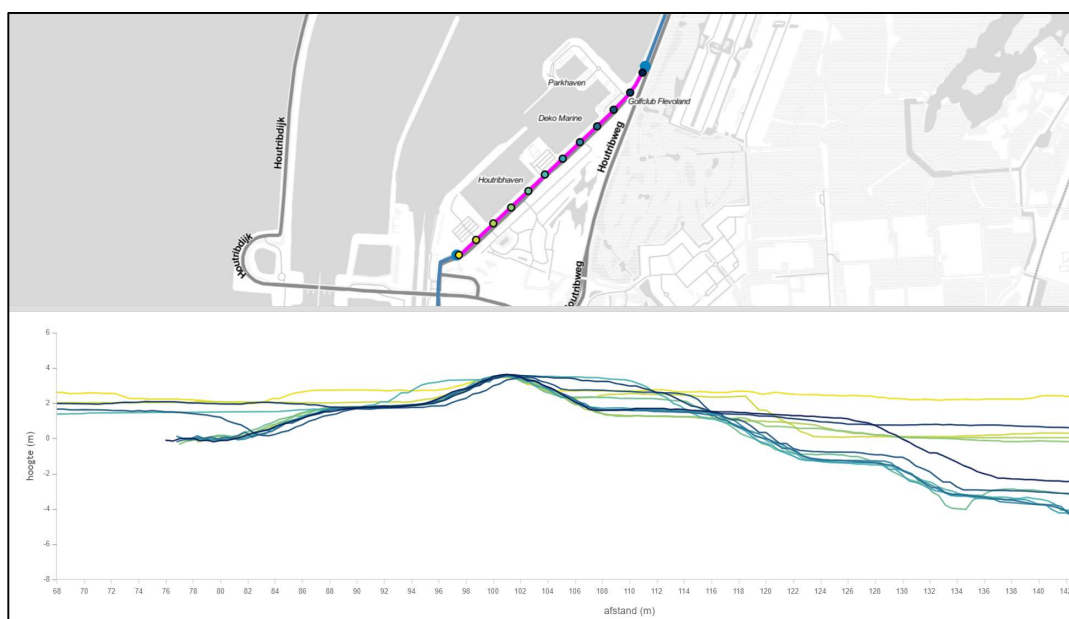 Parkhaven
Golfclub Flevoland
Deko Marine
Houtribdijk
Houtribweg
Houtribhaven
Houtribdijk
Houtribweg
6
4
2
0
-2
-4
-6
-8
hoogte (m)
68 70 72 74 76 78 80 82 84 86 88 90 92 94 96 98 100 102 104 106 108 110 112 114 116 118 120 122 124 126 128 130 132 134 136 138 140 142
afstand (m)